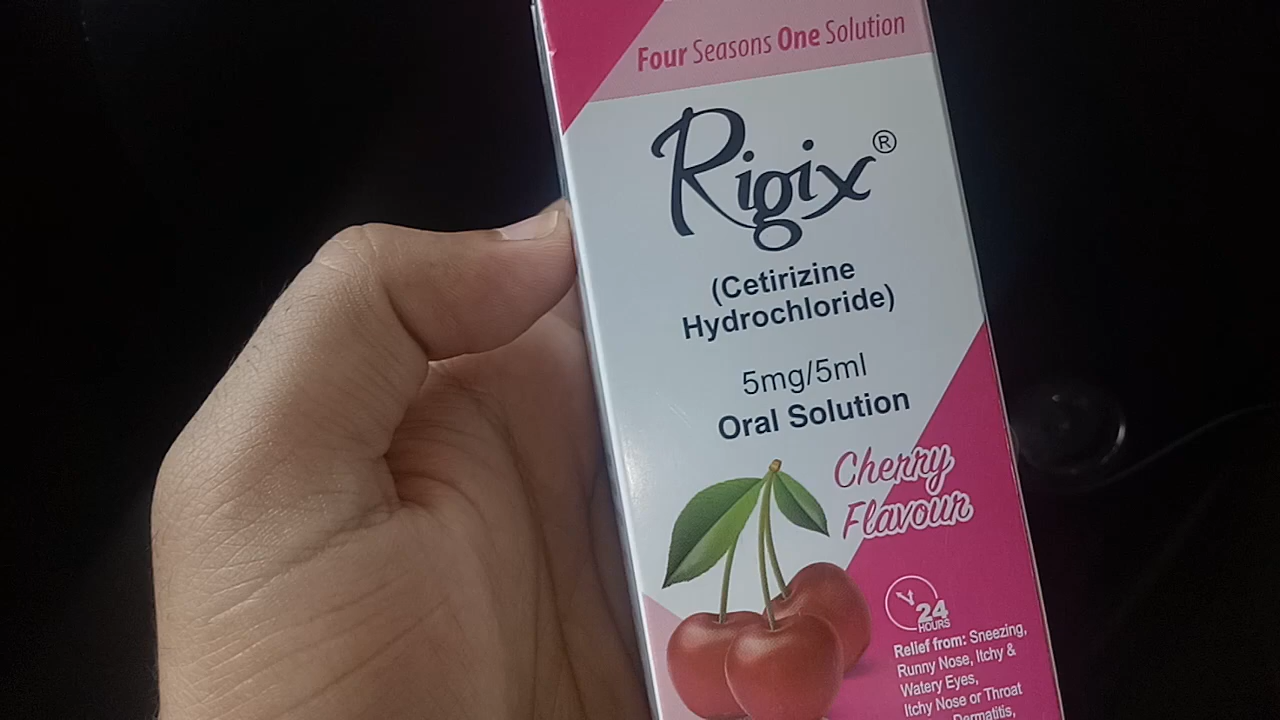 Four Seasons One Solution
Rigix®
(Cetirizine
Hydrochloride)
5mg/5ml
Oral Solution
Cherry
Flavour
24
HOURS
Relief from: Sneezing,
Runny Nose, Itchy &
Watery Eyes,
Itchy Nose or Throat
Dermatitis,